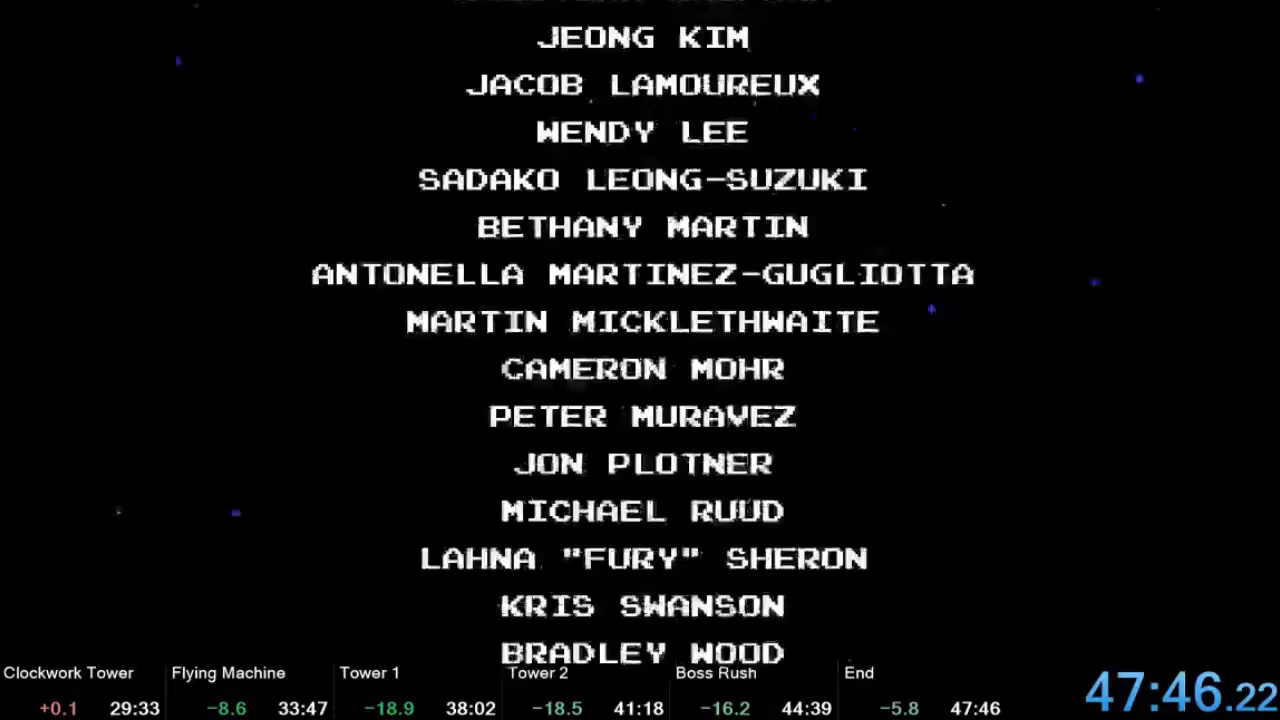 JEONG KIM
JACOB LAMOUREUX
WENDY LEE
SADAKO LEONG-SUZUKI
BETHANY MARTIN
ANTONELLA MARTINEZ-GUGLIOTTA
MARTIN MICKLETHWAITE
CAMERON MOHR
PETER MURAVEZ
JON PLOTNER
MICHAEL RUUD
LAHNA "FURY" SHERON
KRIS SWANSON
BRADLEY WOOD
Clockwork Tower Flying Machine Tower 1 Tower 2 Boss Rush End
+0.1 29:33 −8.6 33:47 −18.9 38:02 −18.5 41:18 −16.2 44:39 −5.8 47:46
47:46.22